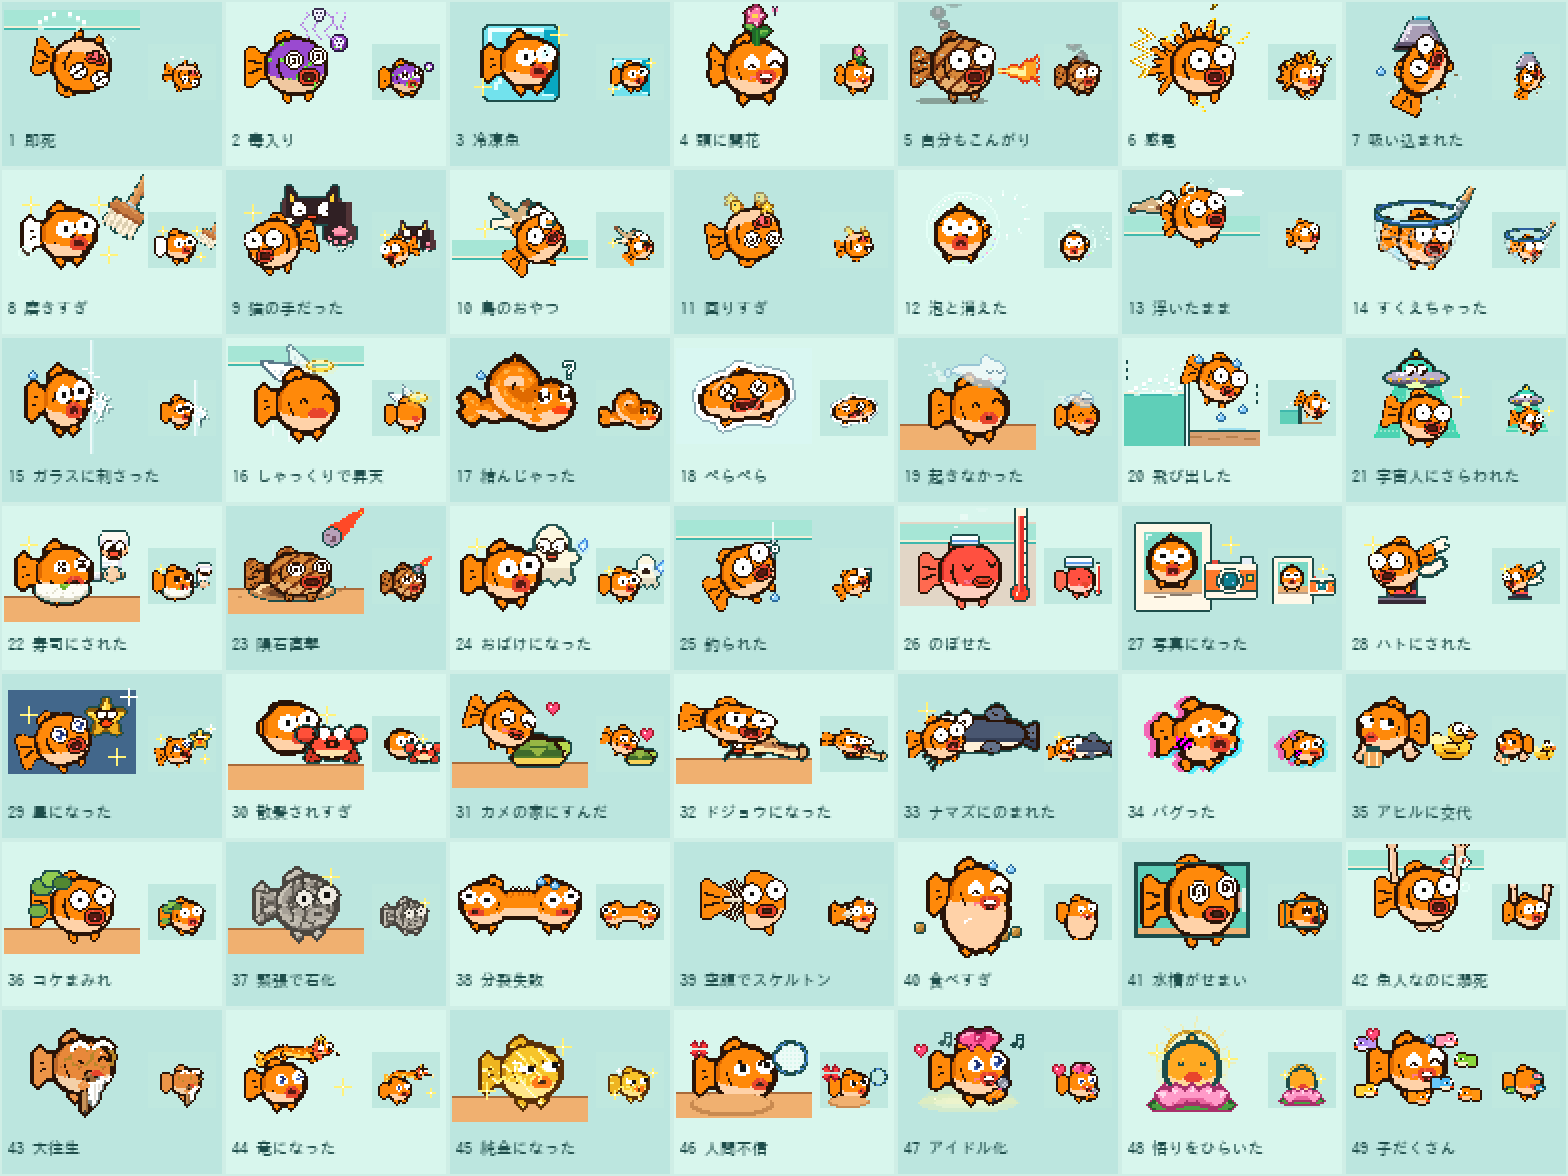 1 即死
2 毒入り
3 冷凍魚
4 頭に開花
5 自分もこんがり
6 感電
7 吸い込まれた
8 磨きすぎ
9 猫の手だった
10 鳥のおやつ
11 回りすぎ
12 泡と消えた
13 浮いたまま
14 すくえちゃった
15 ガラスに刺さった
16 しゃっくりで昇天
17 結んじゃった
18 ぺらぺら
19 起きなかった
20 飛び出した
21 宇宙人にさらわれた
22 寿司にされた
23 隕石直撃
24 おばけになった
25 釣られた
26 のぼせた
27 写真になった
28 ハトにされた
29 星になった
30 散髪されすぎ
31 カメの家にすんだ
32 ドジョウになった
33 ナマズにのまれた
34 バグった
35 アヒルに交代
36 コケまみれ
37 緊張で石化
38 分裂失敗
39 空腹でスケルトン
40 食べすぎ
41 水槽がせまい
42 魚人なのに溺死
43 大往生
44 竜になった
45 純金になった
46 人間不信
47 アイドル化
48 悟りをひらいた
49 子だくさん